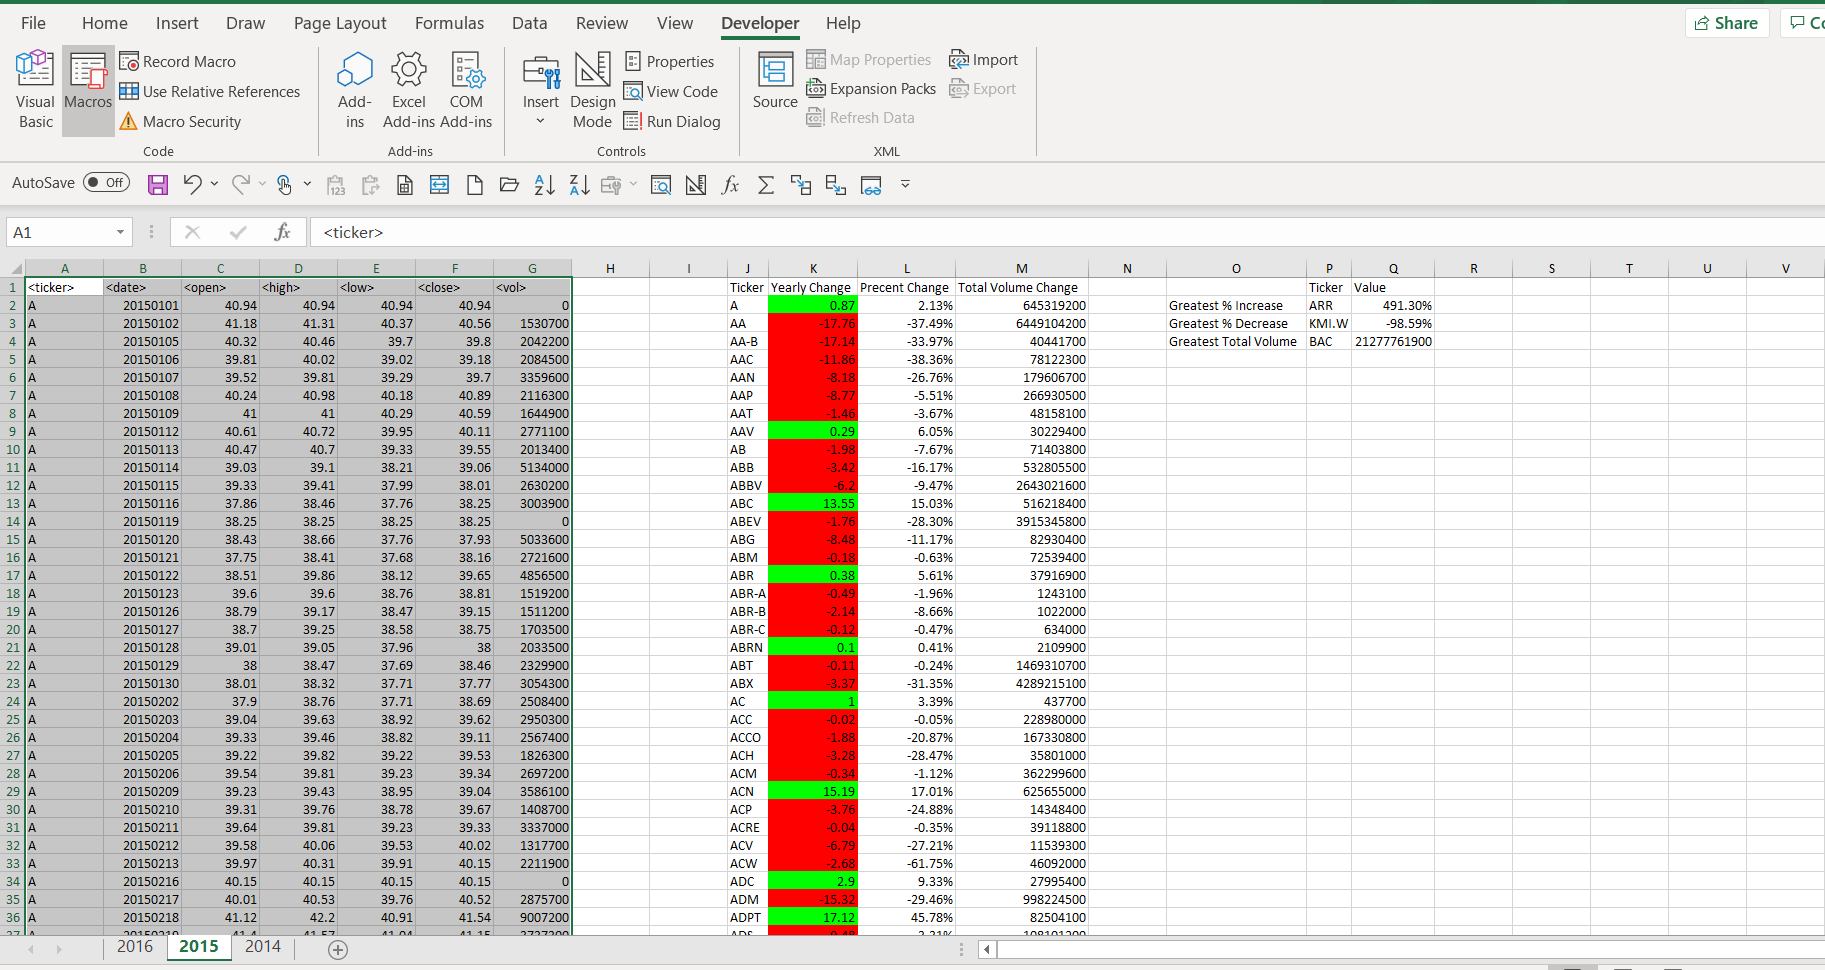 File Home Insert Draw Page Layout Formulas Data Review View Developer Help Share
Record Macro Properties Map Properties Import
Use Relative References View Code Expansion Packs Export
Visual Macros Add- Excel COM Insert Design Source
Basic Macro Security ins Add-ins Add-ins Mode Run Dialog Refresh Data
Code Add-ins Controls XML
AutoSave Off
A1 fx <ticker>
A B C D E F G H I J K L M N O P Q R S T U V
1 <ticker> <date> <open> <high> <low> <close> <vol> Ticker Yearly Change Precent Change Total Volume Change Ticker Value
2 A 20150101 40.94 40.94 40.94 40.94 0 A 0.87 2.13% 645319200 Greatest % Increase ARR 491.30%
3 A 20150102 41.18 41.31 40.37 40.56 1530700 AA -17.76 -37.49% 6449104200 Greatest % Decrease KMI.W -98.59%
4 A 20150105 40.32 40.46 39.7 39.8 2042200 AA-B -17.14 -33.97% 40441700 Greatest Total Volume BAC 21277761900
5 A 20150106 39.81 40.02 39.02 39.18 2084500 AAC -11.86 -38.36% 78122300
6 A 20150107 39.52 39.81 39.29 39.7 3359600 AAN -8.18 -26.76% 179606700
7 A 20150108 40.24 40.98 40.18 40.89 2116300 AAP -8.77 -5.51% 266930500
8 A 20150109 41 41 40.29 40.59 1644900 AAT -1.46 -3.67% 48158100
9 A 20150112 40.61 40.72 39.95 40.11 2771100 AAV 0.29 6.05% 30229400
10 A 20150113 40.47 40.7 39.33 39.55 2013400 AB -1.98 -7.67% 71403800
11 A 20150114 39.03 39.1 38.21 39.06 5134000 ABB -3.42 -16.17% 532805500
12 A 20150115 39.33 39.41 37.99 38.01 2630200 ABBV -6.2 -9.47% 2643021600
13 A 20150116 37.86 38.46 37.76 38.25 3003900 ABC 13.55 15.03% 516218400
14 A 20150119 38.25 38.25 38.25 38.25 0 ABEV -1.76 -28.30% 3915345800
15 A 20150120 38.43 38.66 37.76 37.93 5033600 ABG -8.48 -11.17% 82930400
16 A 20150121 37.75 38.41 37.68 38.16 2721600 ABM -0.18 -0.63% 72539400
17 A 20150122 38.51 39.86 38.12 39.65 4856500 ABR 0.38 5.61% 37916900
18 A 20150123 39.6 39.6 38.76 38.81 1519200 ABR-A -0.49 -1.96% 1243100
19 A 20150126 38.79 39.17 38.47 39.15 1511200 ABR-B -2.14 -8.66% 1022000
20 A 20150127 38.7 39.25 38.58 38.75 1703500 ABR-C -0.12 -0.47% 634000
21 A 20150128 39.01 39.05 37.96 38 2033500 ABRN 0.1 0.41% 2109900
22 A 20150129 38 38.47 37.69 38.46 2329900 ABT -0.11 -0.24% 1469310700
23 A 20150130 38.01 38.32 37.71 37.77 3054300 ABX -3.37 -31.35% 4289215100
24 A 20150202 37.9 38.76 37.71 38.69 2508400 AC 1 3.39% 437700
25 A 20150203 39.04 39.63 38.92 39.62 2950300 ACC -0.02 -0.05% 228980000
26 A 20150204 39.33 39.46 38.82 39.11 2567400 ACCO -1.88 -20.87% 167330800
27 A 20150205 39.22 39.82 39.22 39.53 1826300 ACH -3.28 -28.47% 35801000
28 A 20150206 39.54 39.81 39.23 39.34 2697200 ACM -0.34 -1.12% 362299600
29 A 20150209 39.23 39.43 38.95 39.04 3586100 ACN 15.19 17.01% 625655000
30 A 20150210 39.31 39.76 38.78 39.67 1408700 ACP -3.76 -24.88% 14348400
31 A 20150211 39.64 39.81 39.23 39.33 3337000 ACRE -0.04 -0.35% 39118800
32 A 20150212 39.58 40.06 39.53 40.02 1317700 ACV -6.79 -27.21% 11539300
33 A 20150213 39.97 40.31 39.91 40.15 2211900 ACW -2.68 -61.75% 46092000
34 A 20150216 40.15 40.15 40.15 40.15 0 ADC 2.9 9.33% 27995400
35 A 20150217 40.01 40.53 39.76 40.52 2875700 ADM -15.32 -29.46% 998224500
36 A 20150218 41.12 42.2 40.91 41.54 9007200 ADPT 17.12 45.78% 82504100
2016 2015 2014